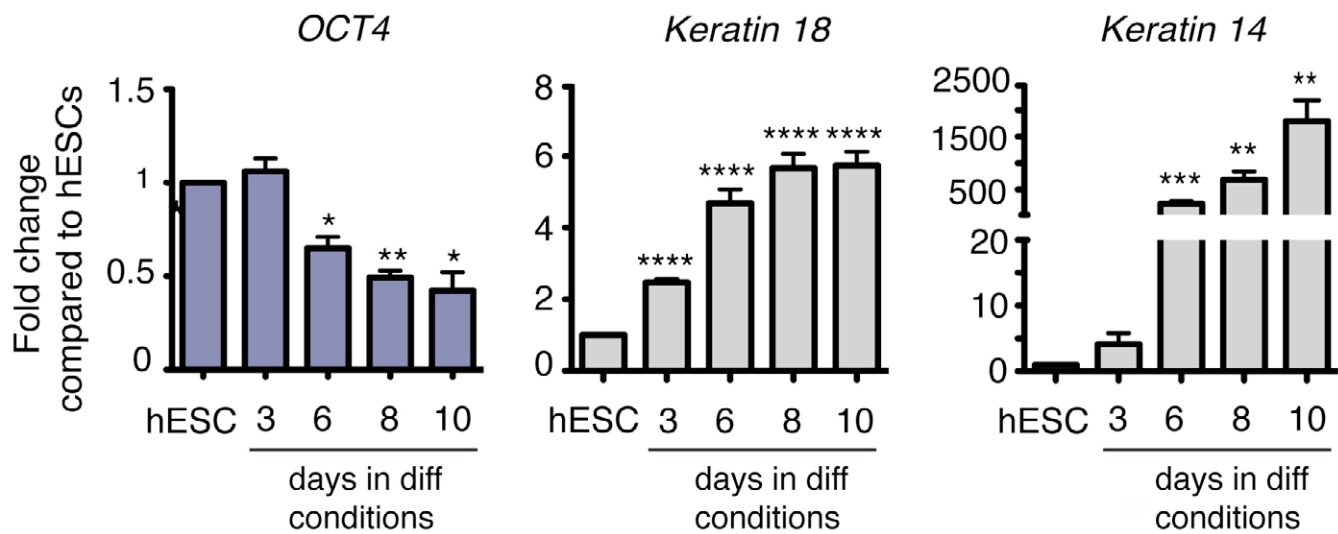 OCT4
Keratin 18
Keratin 14
Fold change
compared to hESCs
1.5
1
0.5
0
*
**
*
hESC 3 6 8 10
days in diff
conditions
8
6
4
2
0
****
****
****
****
hESC 3 6 8 10
days in diff
conditions
2500
1500
500
20
10
0
***
**
**
hESC 3 6 8 10
days in diff
conditions